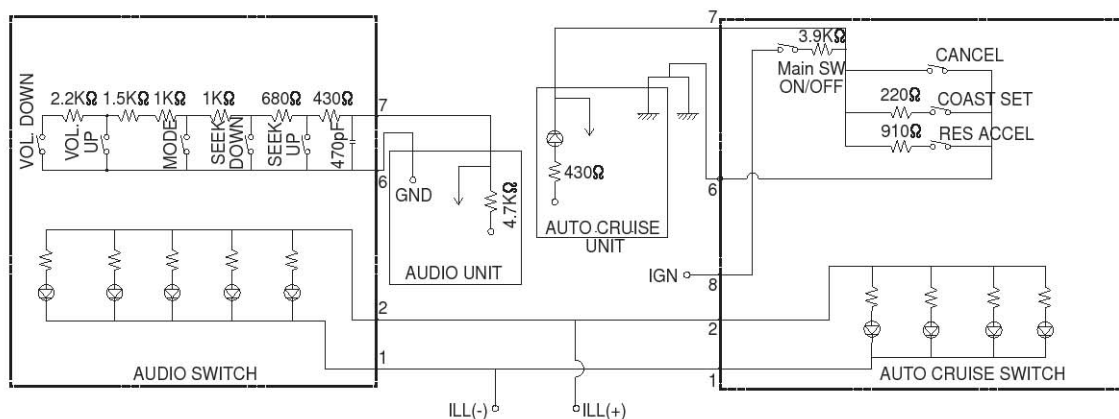 VOL. DOWN
2.2KΩ
VOL.
UP
1.5KΩ
1KΩ
MODE
1KΩ
SEEK
DOWN
680Ω
SEEK
UP
430Ω
470pF
7
6
2
1
AUDIO SWITCH
GND
4.7KΩ
AUDIO UNIT
430Ω
AUTO CRUISE
UNIT
7
3.9KΩ
Main SW
ON/OFF
CANCEL
220Ω
COAST SET
910Ω
RES ACCEL
6
IGN
8
2
1
AUTO CRUISE SWITCH
ILL(-)
ILL(+)